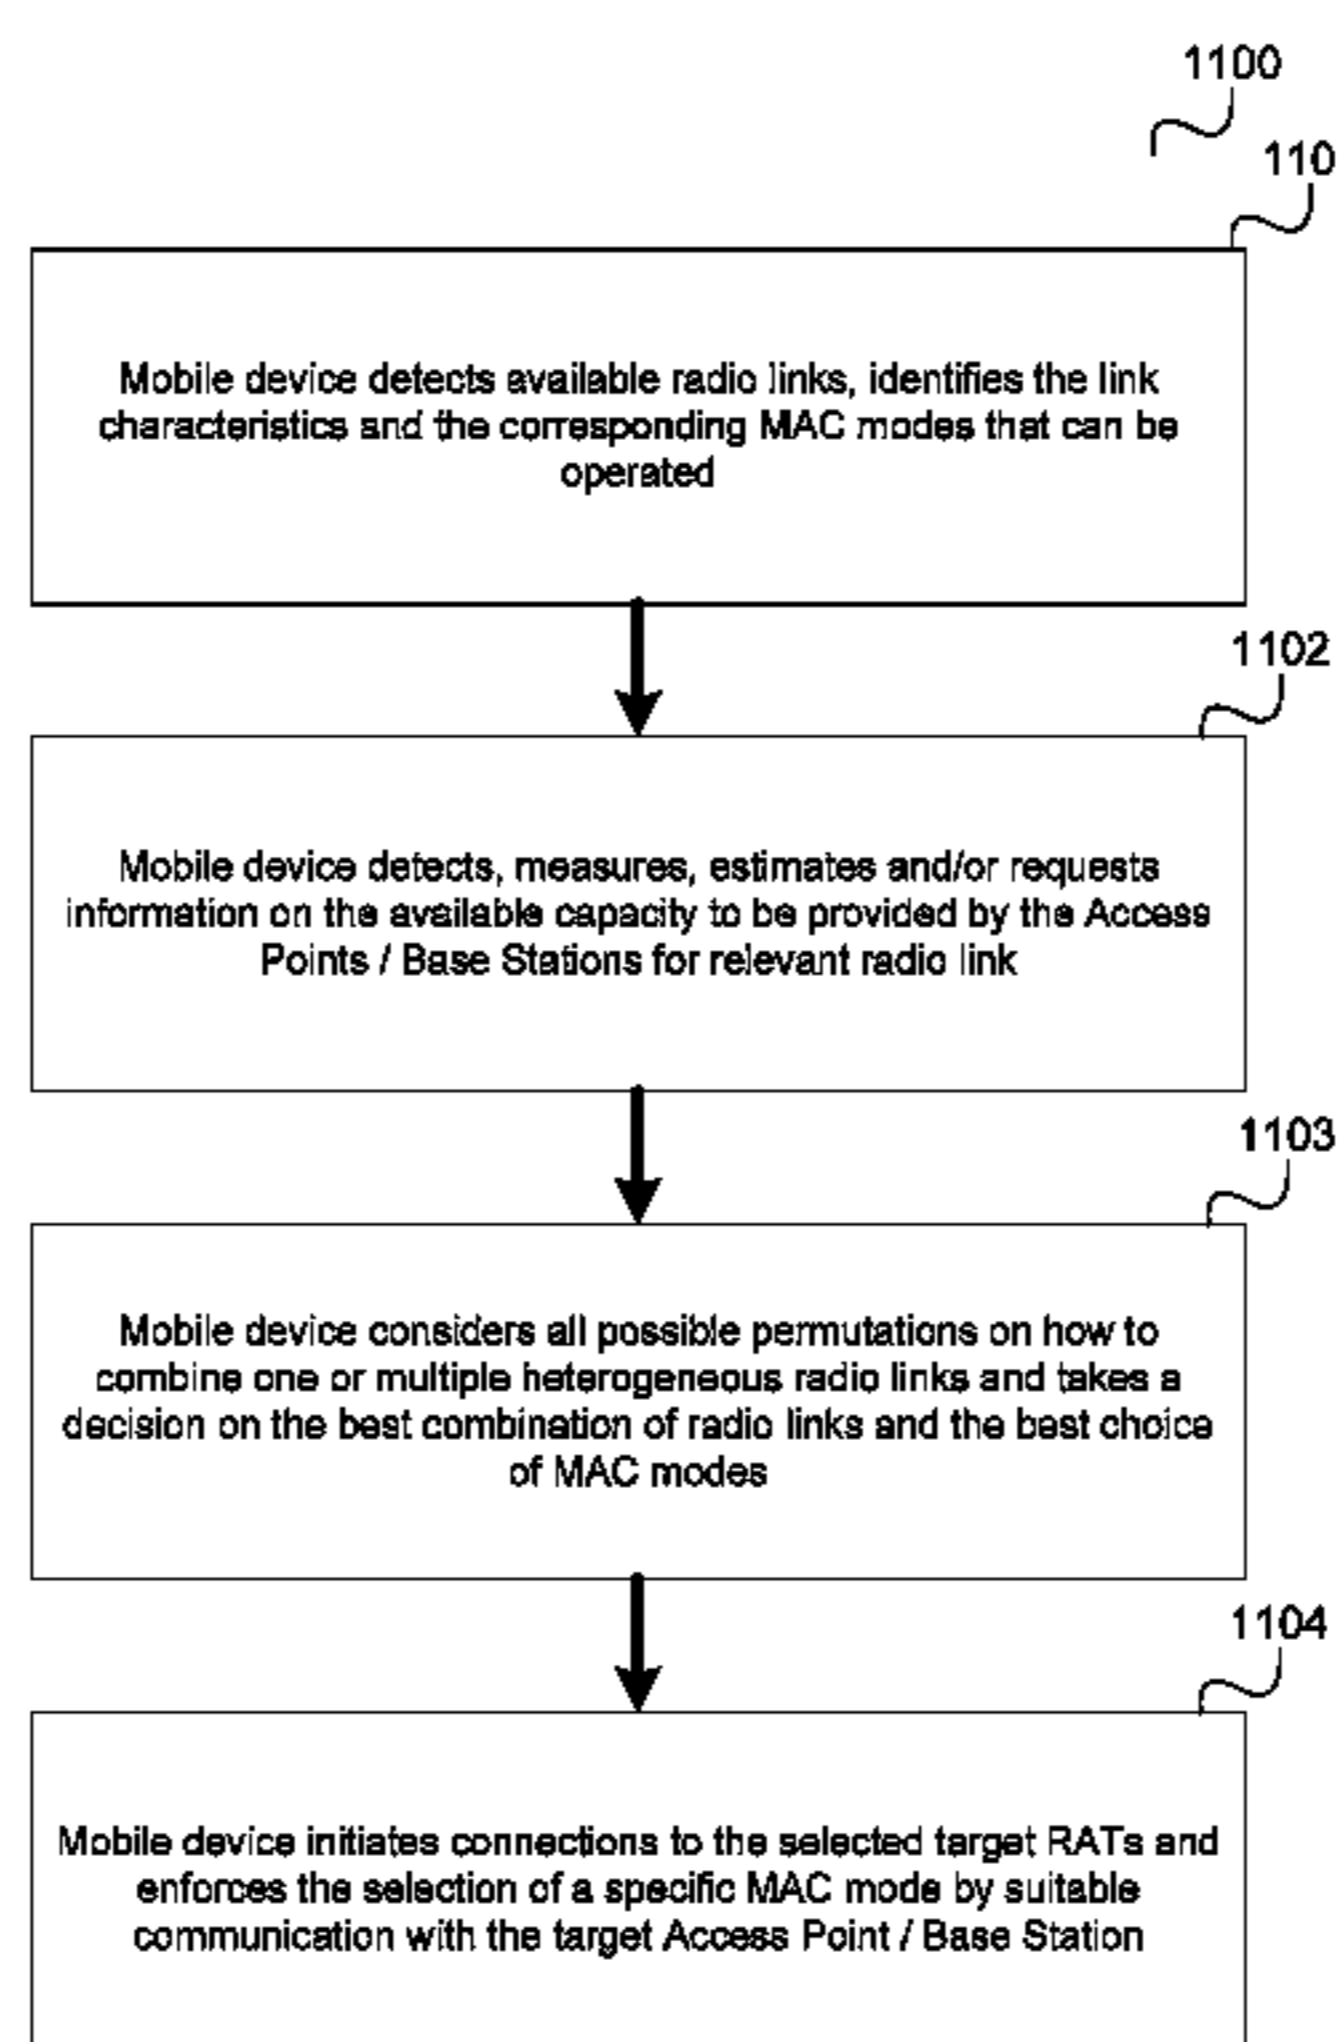 1100
110
Mobile device detects available radio links, identifies the link
characteristics and the corresponding MAC modes that can be
operated
1102
Mobile device detects, measures, estimates and/or requests
information on the available capacity to be provided by the Access
Points / Base Stations for relevant radio link
1103
Mobile device considers all possible permutations on how to
combine one or multiple heterogeneous radio links and takes a
decision on the best combination of radio links and the best choice
of MAC modes
1104
Mobile device initiates connections to the selected target RATs and
enforces the selection of a specific MAC mode by suitable
communication with the target Access Point / Base Station